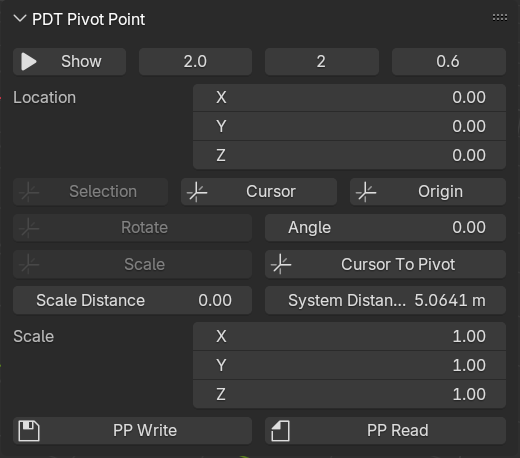 PDT Pivot Point
Show 2.0 2 0.6
Location X 0.00
Y 0.00
Z 0.00
Selection Cursor Origin
Rotate Angle 0.00
Scale Cursor To Pivot
Scale Distance 0.00 System Distan... 5.0641 m
Scale X 1.00
Y 1.00
Z 1.00
PP Write PP Read